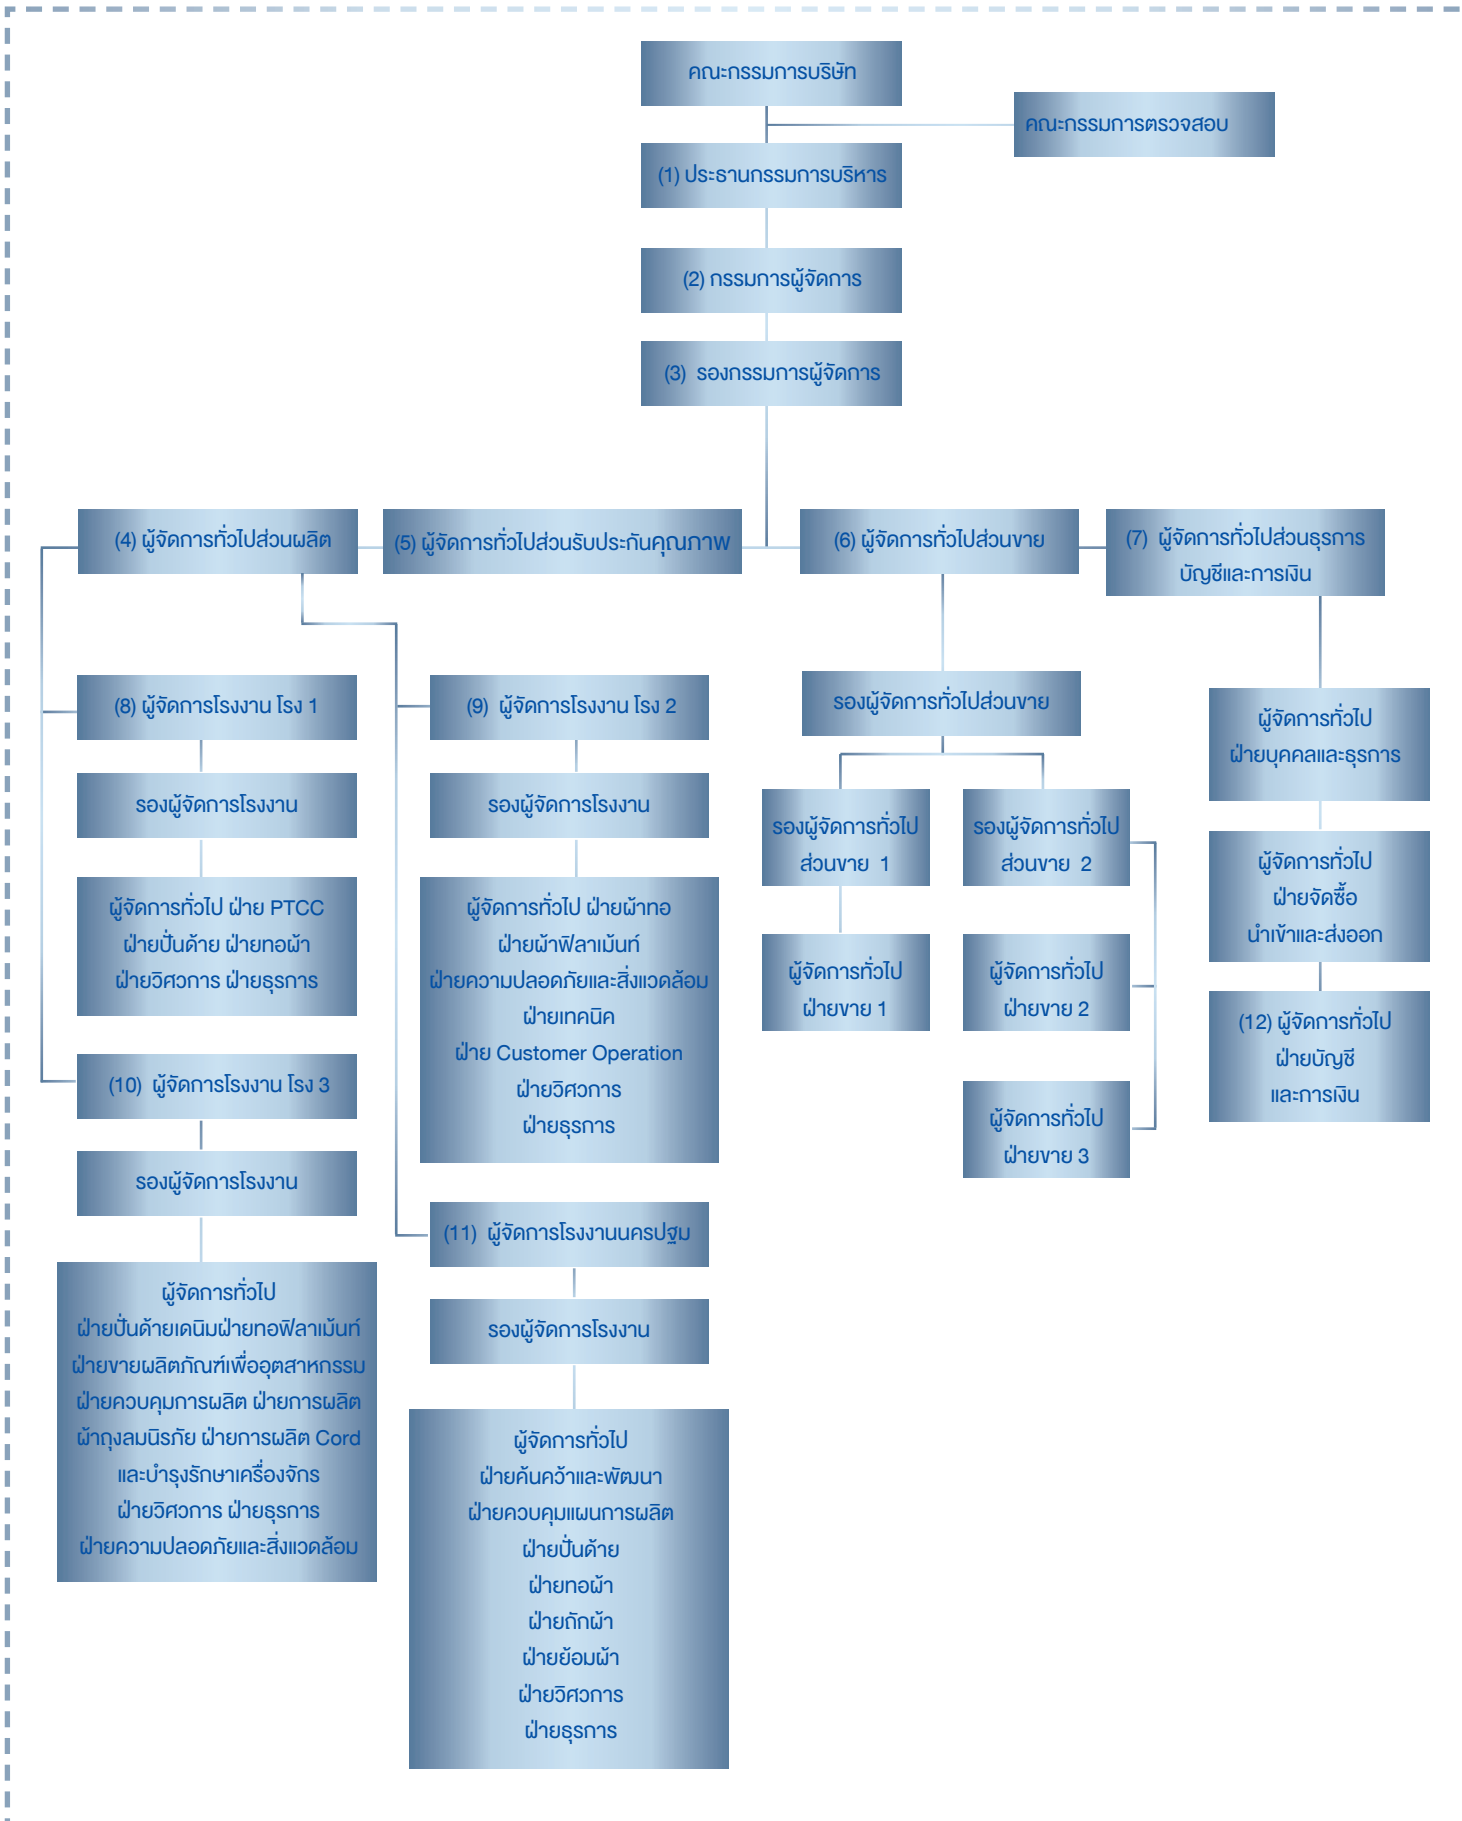 คณะกรรมการบริษัท
คณะกรรมการตรวจสอบ
(1) ประธานกรรมการบริหาร
(2) กรรมการผู้จัดการ
(3) รองกรรมการผู้จัดการ
(4) ผู้จัดการทั่วไปส่วนผลิต
(5) ผู้จัดการทั่วไปส่วนรับประกันคุณภาพ
(6) ผู้จัดการทั่วไปส่วนขาย
(7) ผู้จัดการทั่วไปส่วนธุรการ
บัญชีและการเงิน
(8) ผู้จัดการโรงงาน โรง 1
รองผู้จัดการโรงงาน
ผู้จัดการทั่วไป ฝ่าย PTCC
ฝ่ายปั่นด้าย ฝ่ายทอผ้า
ฝ่ายวิศวการ ฝ่ายธุรการ
(9) ผู้จัดการโรงงาน โรง 2
รองผู้จัดการโรงงาน
ผู้จัดการทั่วไป ฝ่ายผ้าทอ
ฝ่ายผ้าฟิลาเม้นท์
ฝ่ายความปลอดภัยและสิ่งแวดล้อม
ฝ่ายเทคนิค
ฝ่าย Customer Operation
ฝ่ายวิศวการ
ฝ่ายธุรการ
(10) ผู้จัดการโรงงาน โรง 3
รองผู้จัดการโรงงาน
ผู้จัดการทั่วไป
ฝ่ายปั่นด้ายเดนิมฝ่ายทอฟิลาเม้นท์
ฝ่ายขายผลิตภัณฑ์เพื่ออุตสาหกรรม
ฝ่ายควบคุมการผลิต ฝ่ายการผลิต
ผ้าถุงลมนิรภัย ฝ่ายการผลิต Cord
และบำรุงรักษาเครื่องจักร
ฝ่ายวิศวการ ฝ่ายธุรการ
ฝ่ายความปลอดภัยและสิ่งแวดล้อม
(11) ผู้จัดการโรงงานนครปฐม
รองผู้จัดการโรงงาน
ผู้จัดการทั่วไป
ฝ่ายค้นคว้าและพัฒนา
ฝ่ายควบคุมแผนการผลิต
ฝ่ายปั่นด้าย
ฝ่ายทอผ้า
ฝ่ายถักผ้า
ฝ่ายย้อมผ้า
ฝ่ายวิศวการ
ฝ่ายธุรการ
รองผู้จัดการทั่วไปส่วนขาย
รองผู้จัดการทั่วไป
ส่วนขาย 1
ผู้จัดการทั่วไป
ฝ่ายขาย 1
รองผู้จัดการทั่วไป
ส่วนขาย 2
ผู้จัดการทั่วไป
ฝ่ายขาย 2
ผู้จัดการทั่วไป
ฝ่ายขาย 3
ผู้จัดการทั่วไป
ฝ่ายบุคคลและธุรการ
ผู้จัดการทั่วไป
ฝ่ายจัดซื้อ
นำเข้าและส่งออก
(12) ผู้จัดการทั่วไป
ฝ่ายบัญชี
และการเงิน